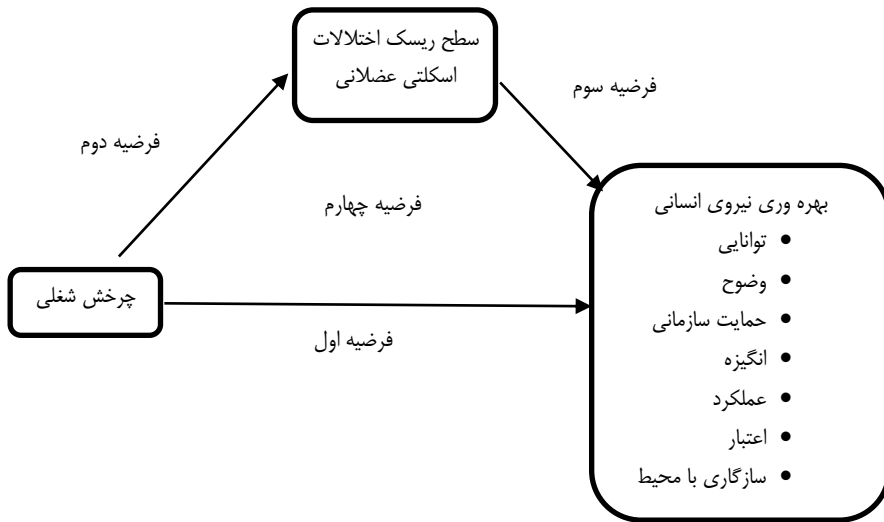 سطح ریسک اختلالات
اسکلتی عضلانی
فرضیه سوم
فرضیه دوم
فرضیه چهارم
چرخش شغلی
فرضیه اول
بهره وری نیروی انسانی
• توانایی
• وضوح
• حمایت سازمانی
• انگیزه
• عملکرد
• اعتبار
• سازگاری با محیط